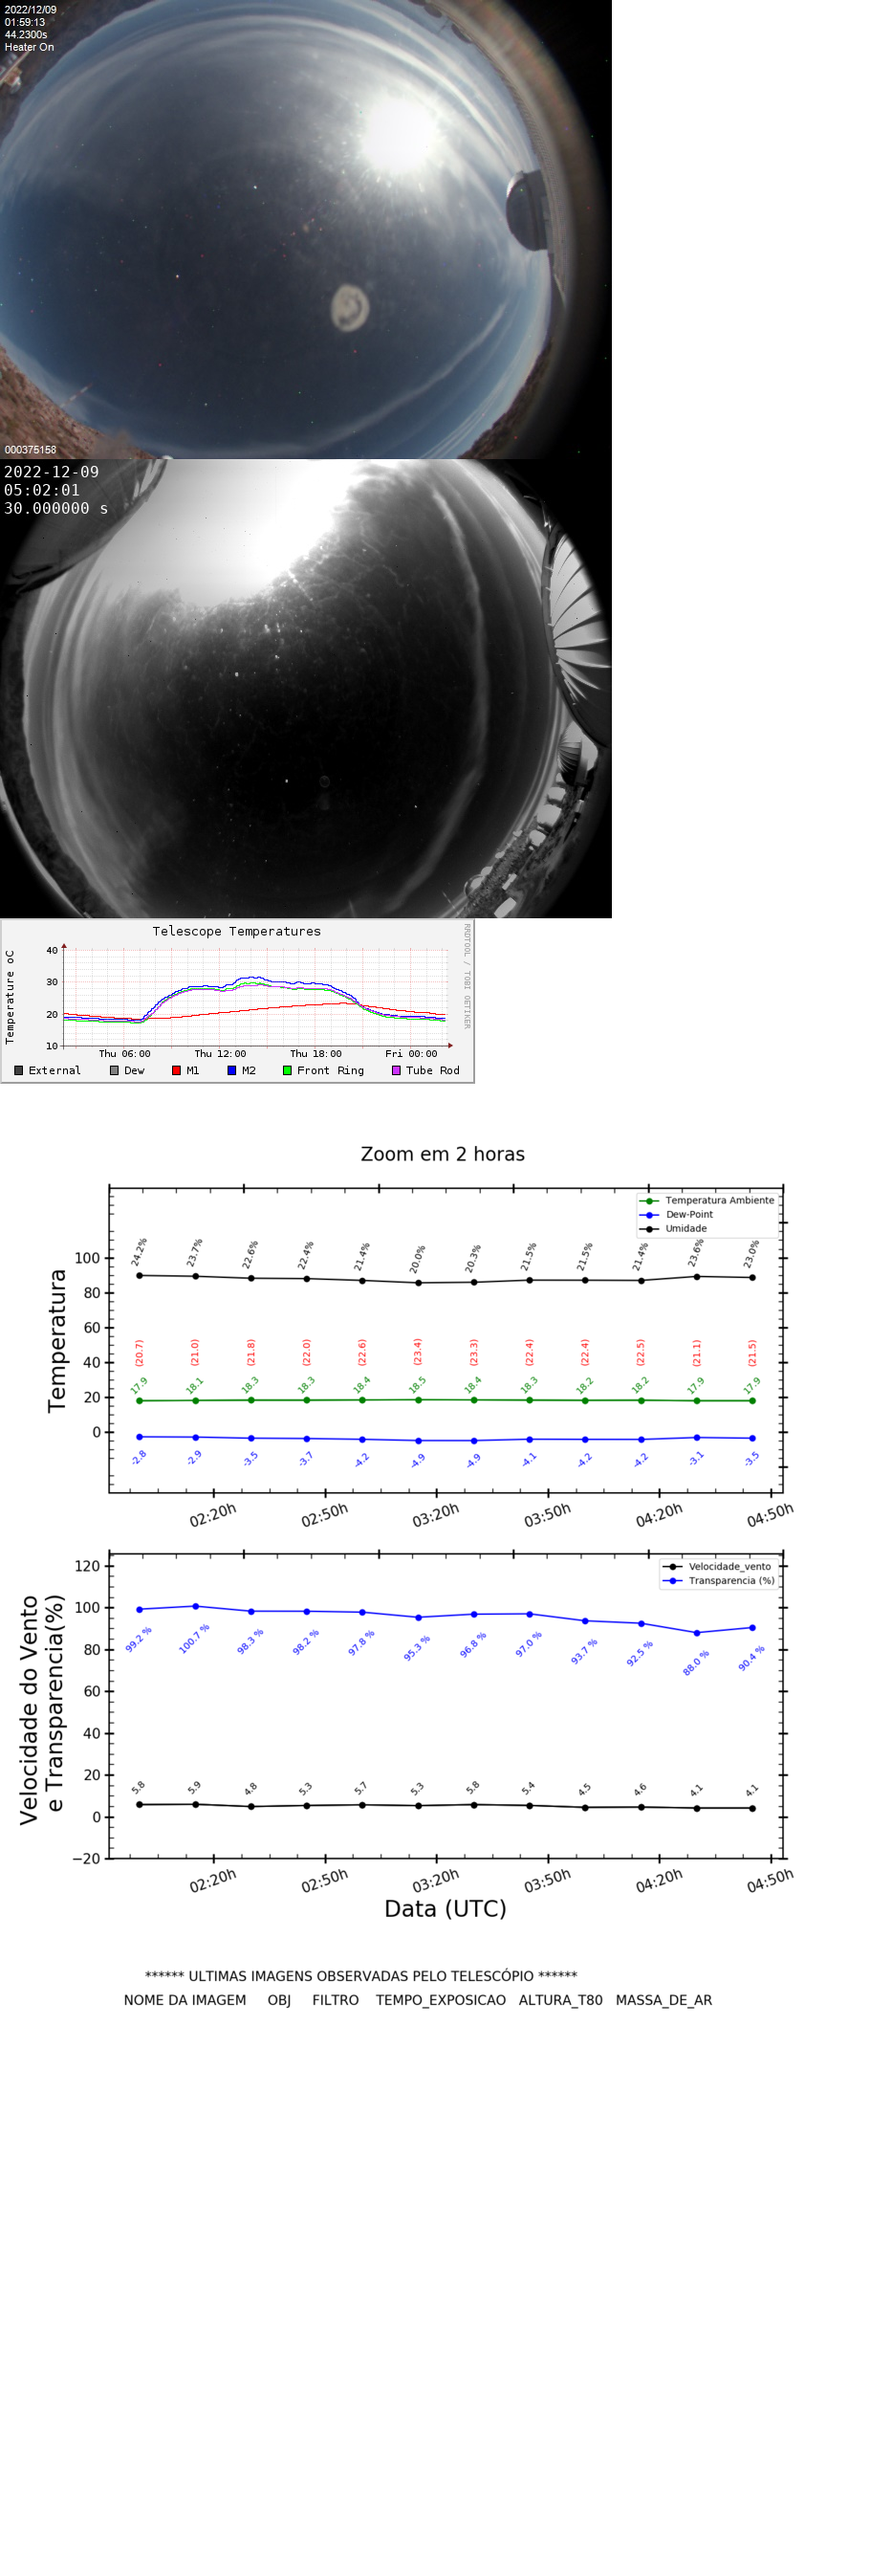 2022/12/09
01:59:13
44.2300s
Heater On
000375158
2022-12-09
05:02:01
30.000000 s
Telescope Temperatures
RRDTOOL / TOBI OETIKER
Temperature oC
40
30
20
10
Thu 06:00 Thu 12:00 Thu 18:00 Fri 00:00
External Dew M1 M2 Front Ring Tube Rod
Zoom em 2 horas
Temperatura Ambiente
Dew-Point
Umidade
Temperatura
100
80
60
40
20
0
24.2% 23.7% 22.6% 22.4% 21.4% 20.0% 20.3% 21.5% 21.5% 21.4% 23.6% 23.0%
(20.7) (21.0) (21.8) (22.0) (22.6) (23.4) (23.3) (22.4) (22.4) (22.5) (21.1) (21.5)
17.9 18.1 18.3 18.3 18.4 18.5 18.4 18.3 18.2 18.2 17.9 17.9
-2.8 -2.9 -3.5 -3.7 -4.2 -4.9 -4.9 -4.1 -4.2 -4.2 -3.1 -3.5
02:20h 02:50h 03:20h 03:50h 04:20h 04:50h
Velocidade_vento
Transparencia (%)
Velocidade do Vento
e Transparencia(%)
120
100
80
60
40
20
0
−20
99.2 % 100.7 % 98.3 % 98.2 % 97.8 % 95.3 % 96.8 % 97.0 % 93.7 % 92.5 % 88.0 % 90.4 %
5.8 5.9 4.8 5.3 5.7 5.3 5.8 5.4 4.5 4.6 4.1 4.1
02:20h 02:50h 03:20h 03:50h 04:20h 04:50h
Data (UTC)
****** ULTIMAS IMAGENS OBSERVADAS PELO TELESCÓPIO ******
NOME DA IMAGEM OBJ FILTRO TEMPO_EXPOSICAO ALTURA_T80 MASSA_DE_AR